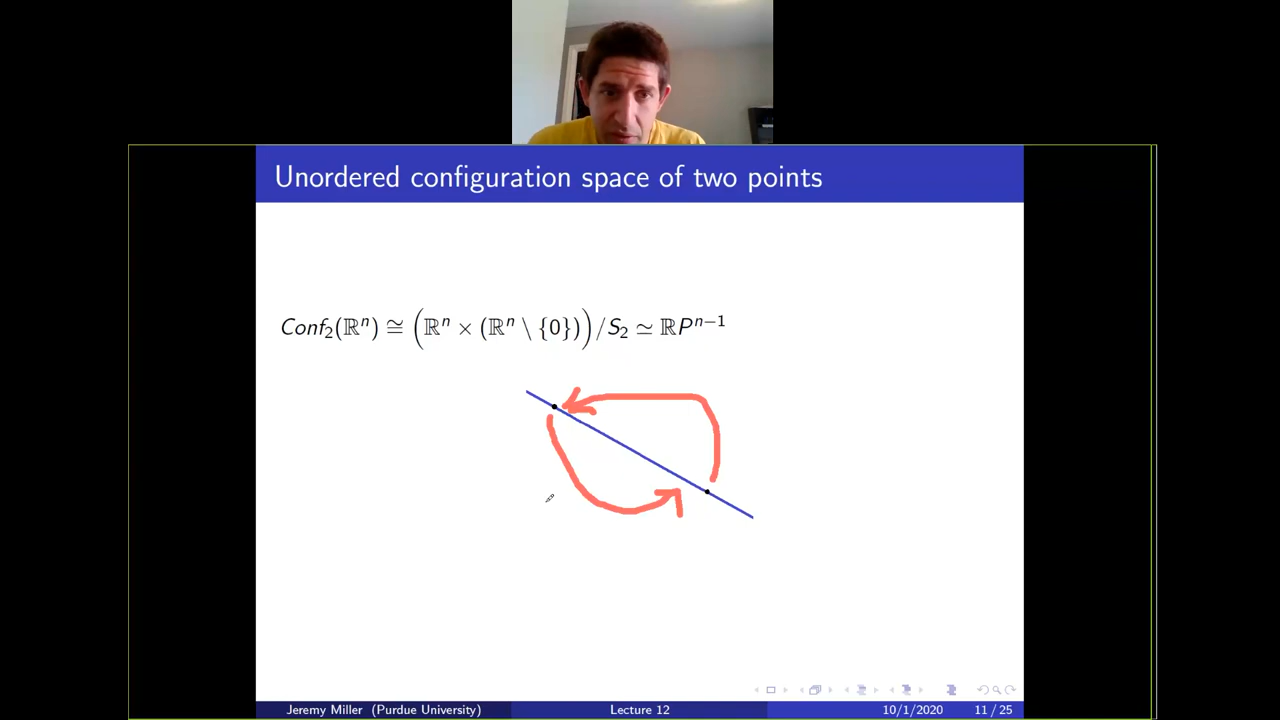 Unordered configuration space of two points
Conf₂(ℝⁿ) ≅ (ℝⁿ × (ℝⁿ \ {0}))/S₂ ≃ ℝPⁿ⁻¹
Jeremy Miller (Purdue University) Lecture 12 10/1/2020 11 / 25